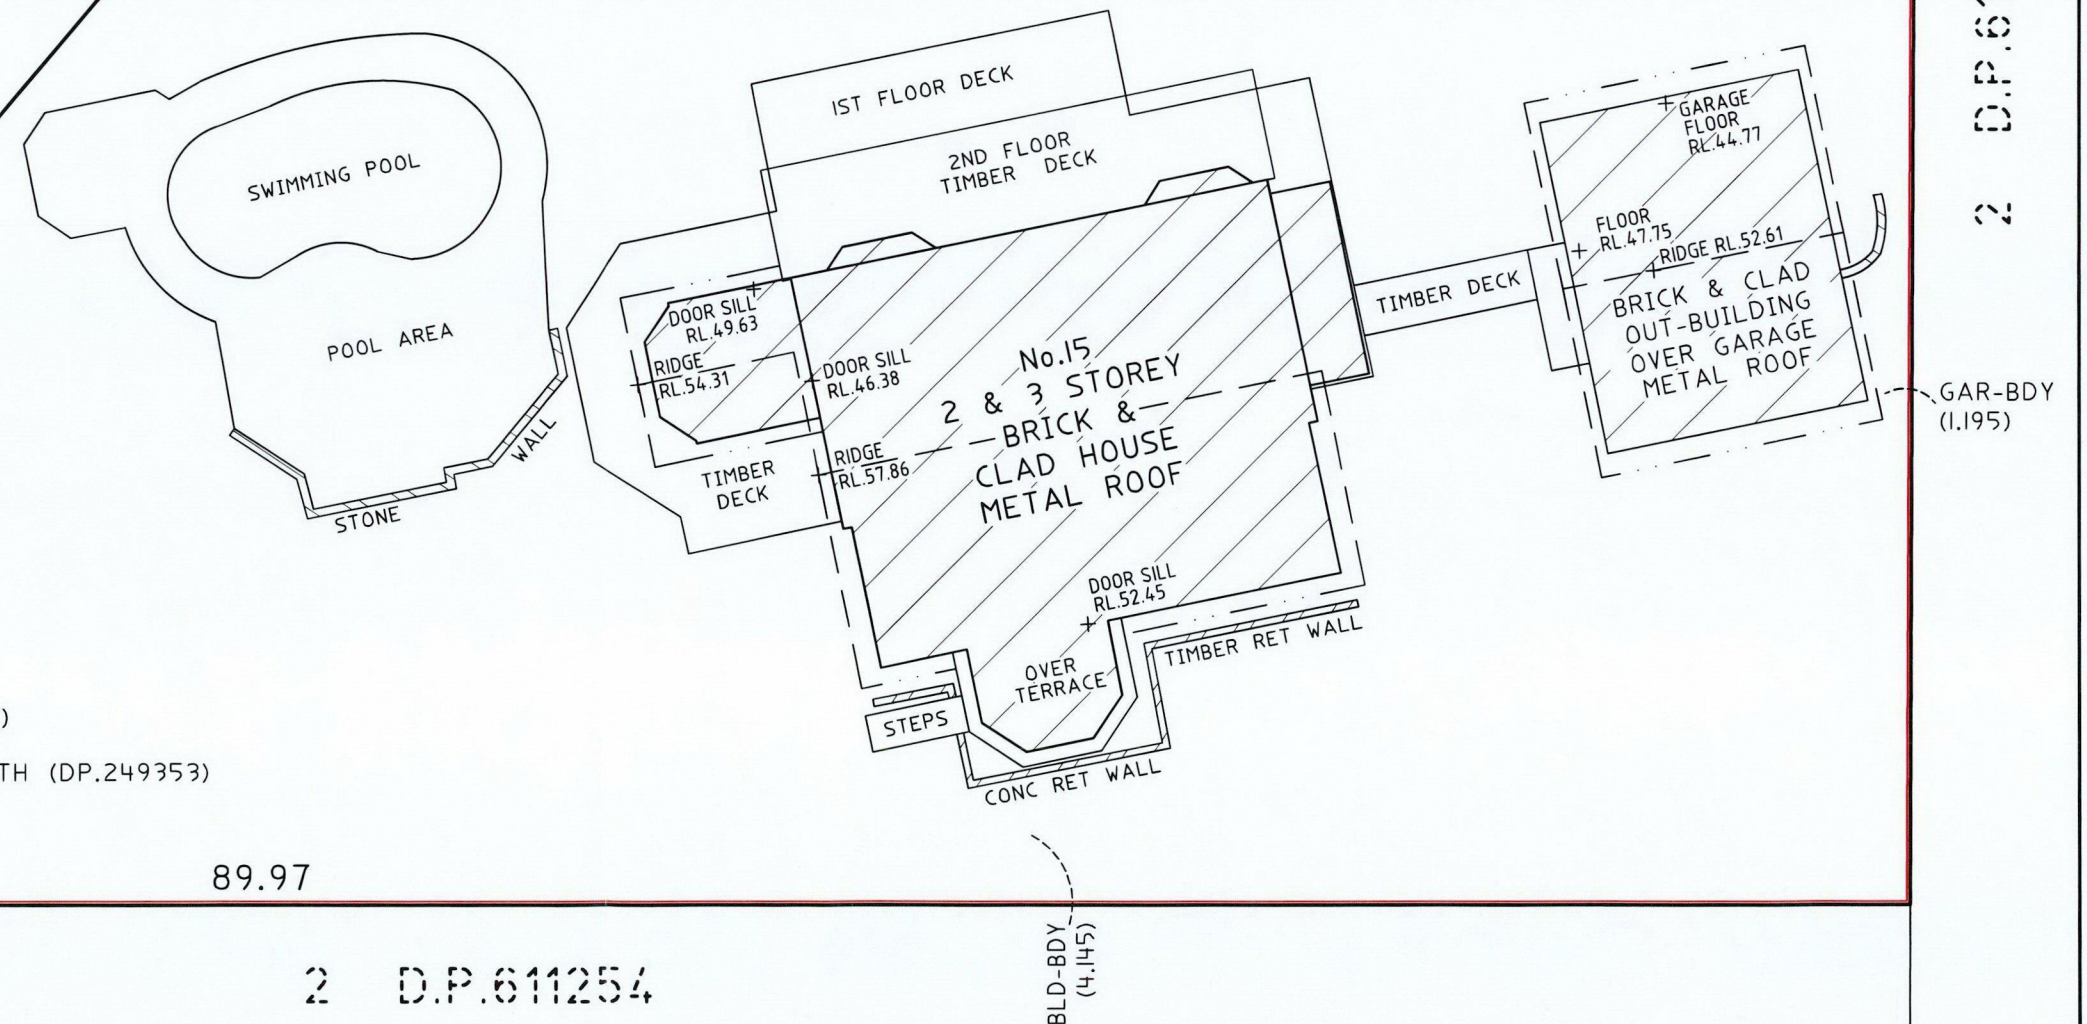 1ST FLOOR DECK
2ND FLOOR
TIMBER DECK
SWIMMING POOL
POOL AREA
WALL
STONE
DOOR SILL
RL.49.63
RIDGE
RL.54.31
DOOR SILL
RL.46.38
RIDGE
RL.57.86
TIMBER
DECK
No.15
2 & 3 STOREY
BRICK &
CLAD HOUSE
METAL ROOF
DOOR SILL
RL.52.45
OVER
TERRACE
STEPS
TIMBER RET WALL
CONC RET WALL
TIMBER DECK
GARAGE
FLOOR
RL.44.77
FLOOR
RL.47.75
RIDGE RL.52.61
BRICK & CLAD
OUT-BUILDING
OVER GARAGE
METAL ROOF
GAR-BDY
(1.195)
2 D.P.61
)
TH (DP.249353)
89.97
2 D.P.611254
BLD-BDY
(4.145)